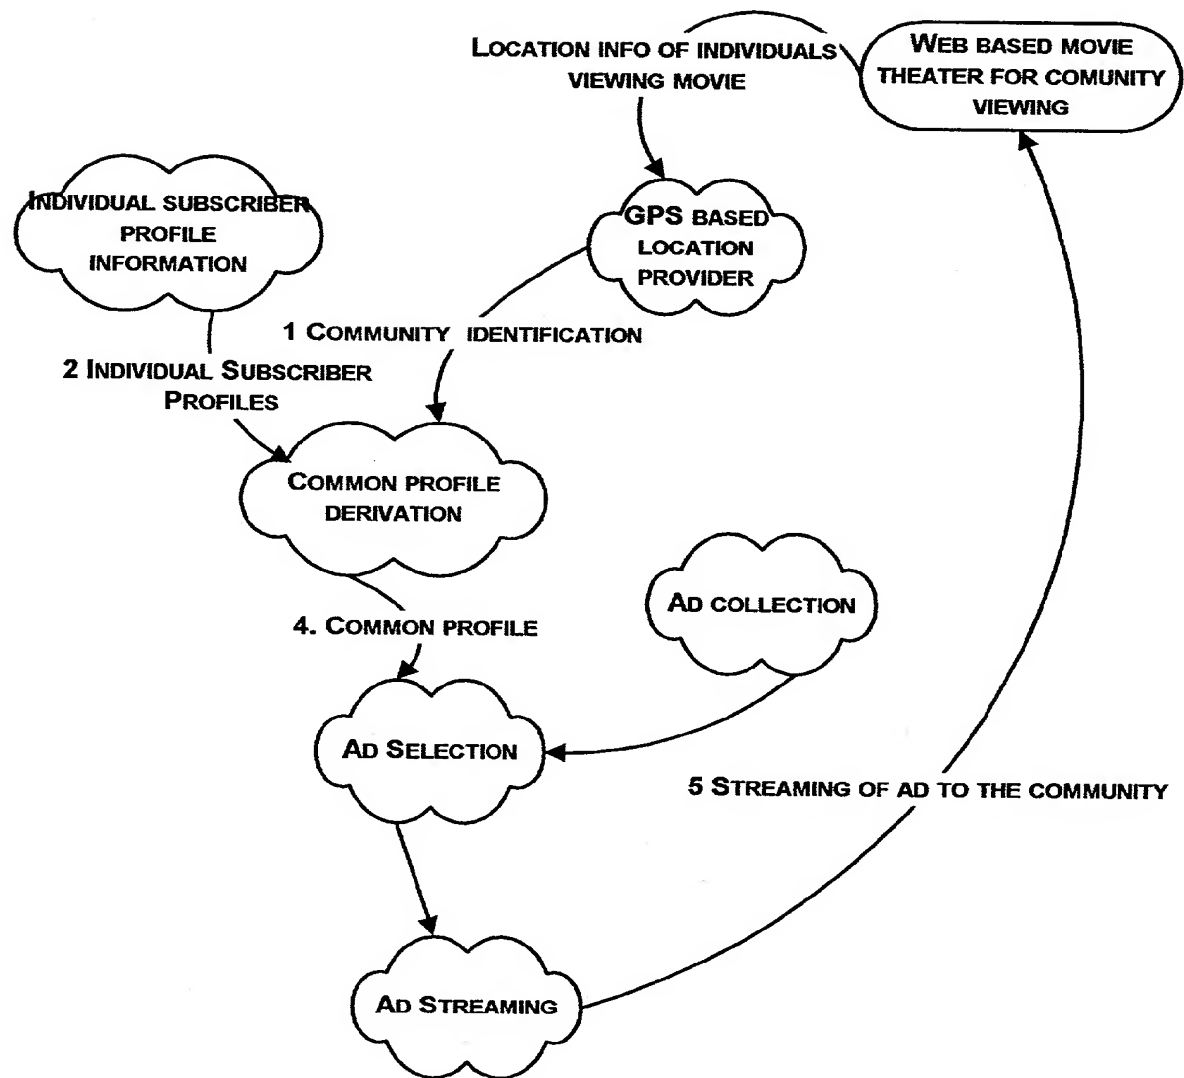 LOCATION INFO OF INDIVIDUALS
VIEWING MOVIE
WEB BASED MOVIE
THEATER FOR COMUNITY
VIEWING
INDIVIDUAL SUBSCRIBER
PROFILE
INFORMATION
GPS BASED
LOCATION
PROVIDER
1 COMMUNITY IDENTIFICATION
2 INDIVIDUAL SUBSCRIBER
PROFILES
COMMON PROFILE
DERIVATION
AD COLLECTION
4. COMMON PROFILE
AD SELECTION
5 STREAMING OF AD TO THE COMMUNITY
AD STREAMING